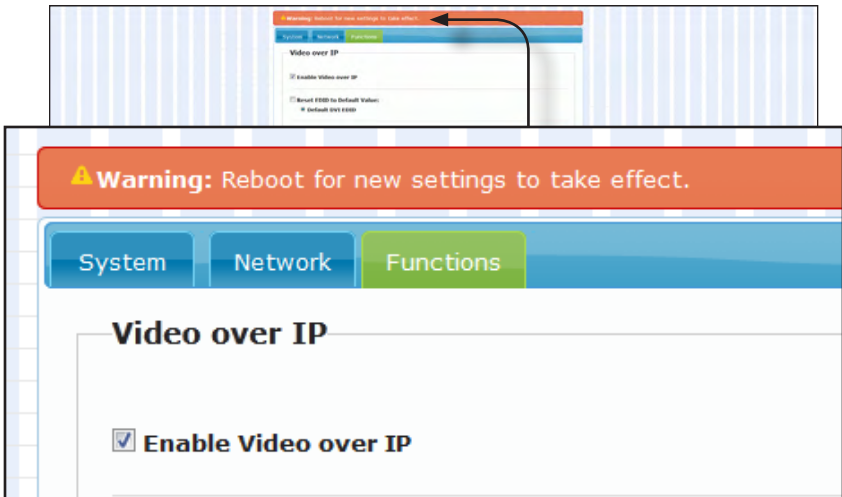 Warning: Reboot for new settings to take effect.
System Network Functions
Video over IP
Enable Video over IP
Reset EDID to Default Value:
Default DVI EDID
Warning: Reboot for new settings to take effect.
System Network Functions
Video over IP
Enable Video over IP